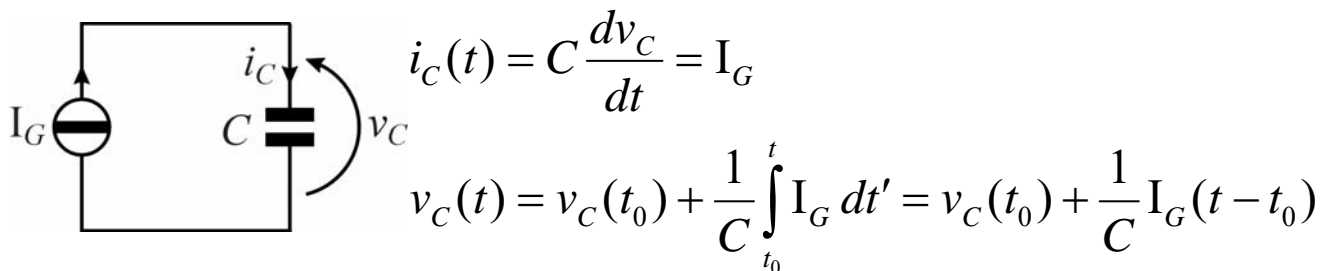 i_C(t) = C dv_C/dt = I_G
i_C
I_G
C
v_C
v_C(t) = v_C(t_0) + 1/C ∫_{t_0}^{t} I_G dt′ = v_C(t_0) + 1/C I_G(t − t_0)